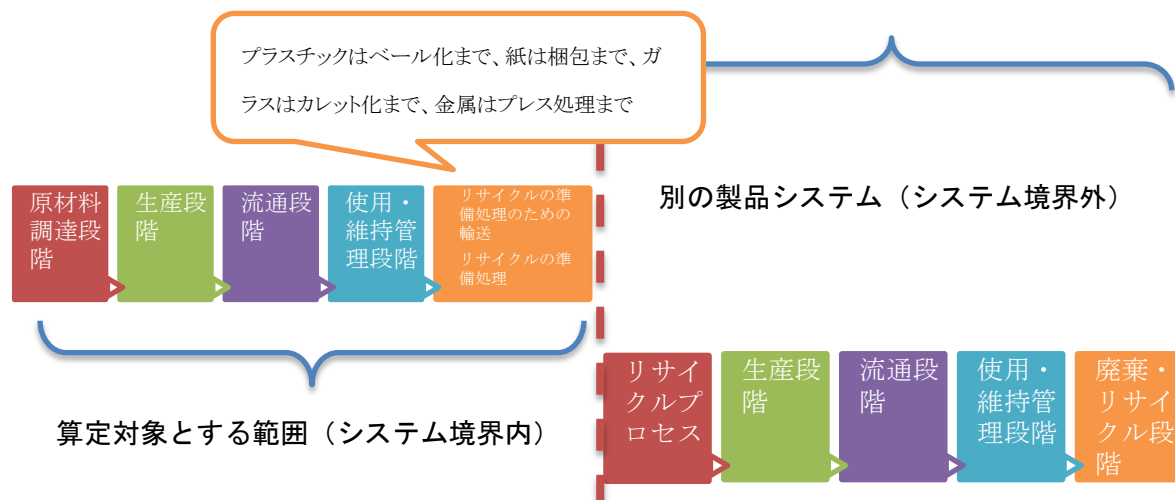 プラスチックはベール化まで、紙は梱包まで、ガ
ラスはカレット化まで、金属はプレス処理まで
原材料
調達段
階
生産段
階
流通段
階
使用・
維持管
理段階
リサイクルの準
備処理のための
輸送
リサイクルの準
備処理
別の製品システム（システム境界外）
算定対象とする範囲（システム境界内）
リサイ
クルプ
ロセス
生産段
階
流通段
階
使用・
維持管
理段階
廃棄・
リサイ
クル段
階